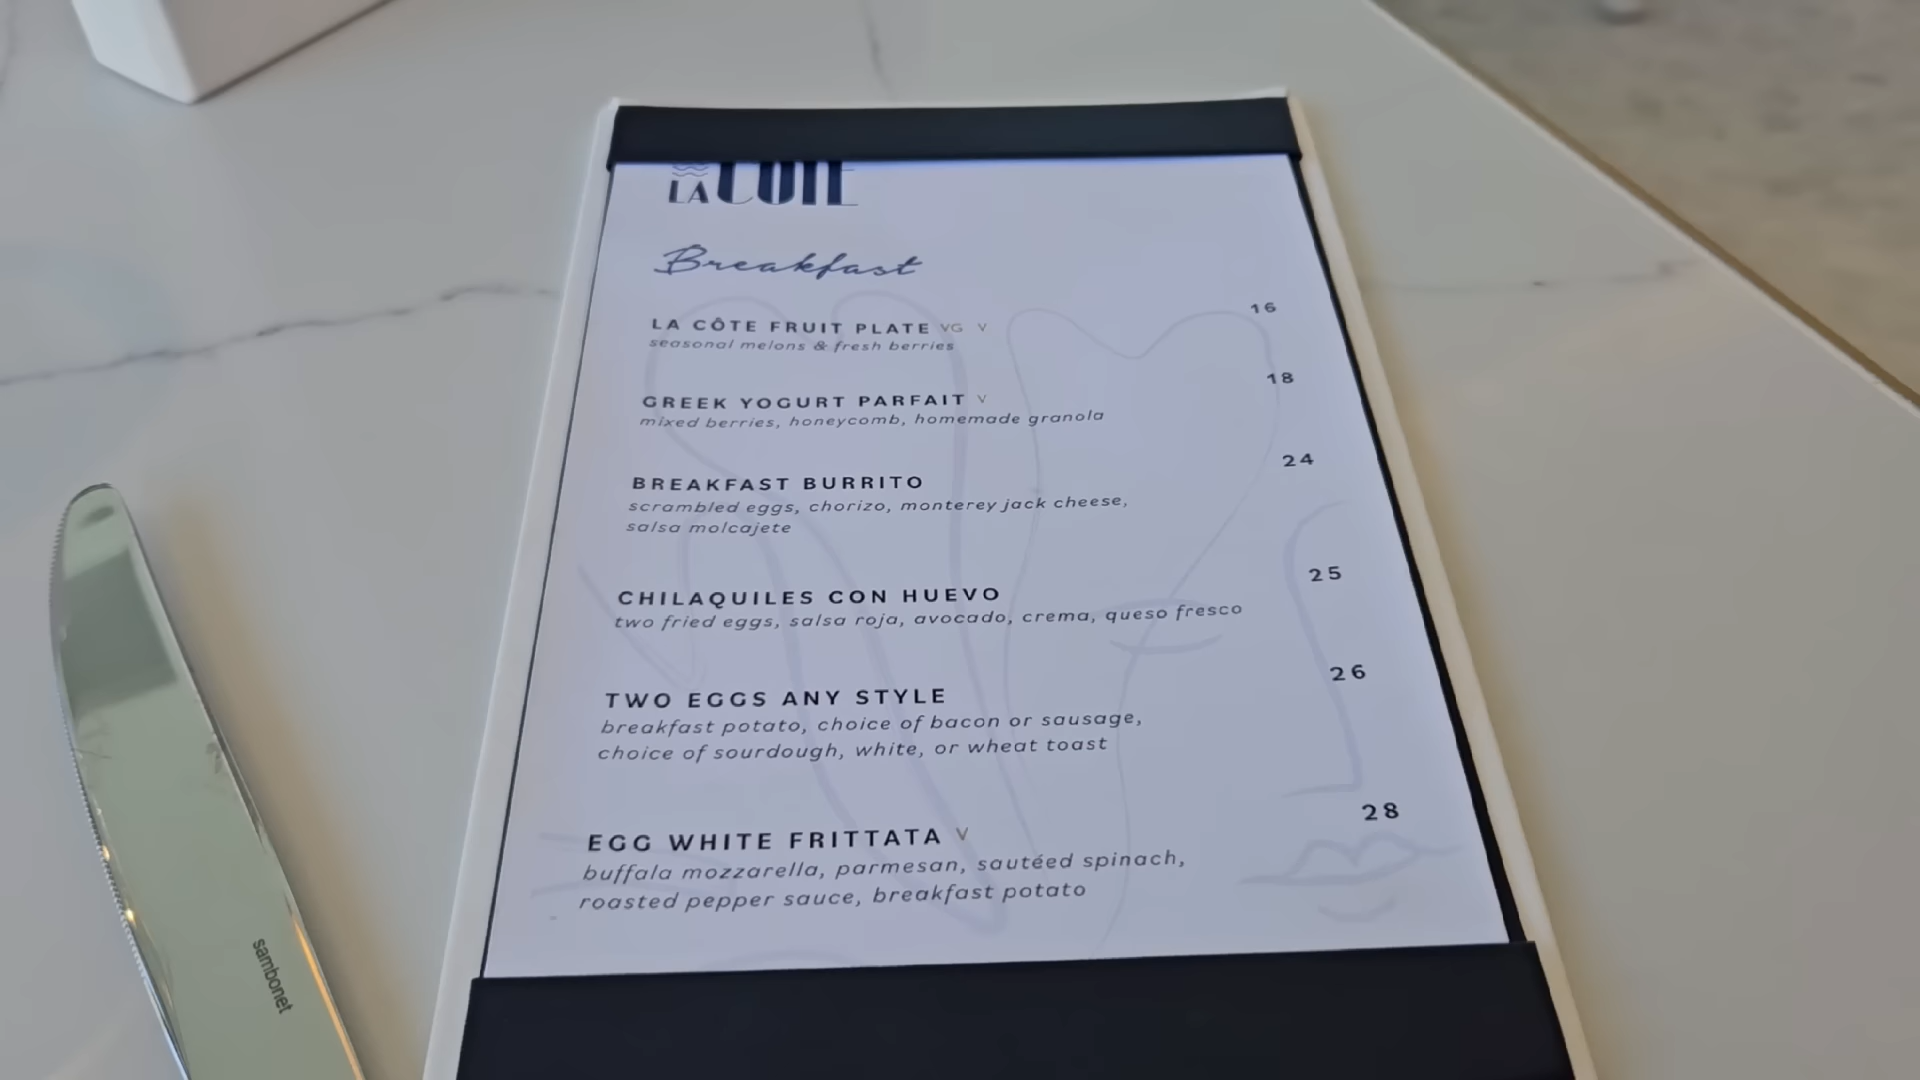 LA CÔTE
Breakfast
LA CÔTE FRUIT PLATE VG V 16
seasonal melons & fresh berries
GREEK YOGURT PARFAIT V 18
mixed berries, honeycomb, homemade granola
BREAKFAST BURRITO 24
scrambled eggs, chorizo, monterey jack cheese,
salsa molcajete
CHILAQUILES CON HUEVO 25
two fried eggs, salsa roja, avocado, crema, queso fresco
TWO EGGS ANY STYLE 26
breakfast potato, choice of bacon or sausage,
choice of sourdough, white, or wheat toast
EGG WHITE FRITTATA V 28
buffala mozzarella, parmesan, sautéed spinach,
roasted pepper sauce, breakfast potato
sambonet